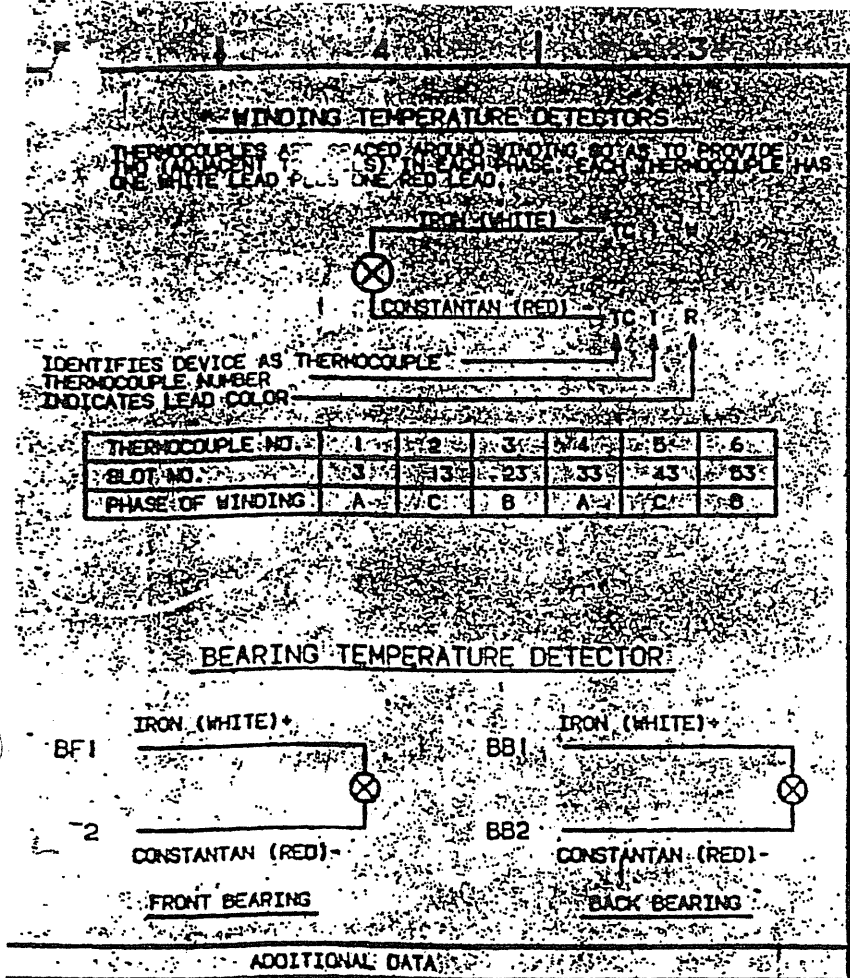 4 3
WINDING TEMPERATURE DETECTORS
THERMOCOUPLES SPACED AROUND WINDING SO AS TO PROVIDE
TWO (ADJACENT IN EACH PHASE. EACH THERMOCOUPLE HAS
ONE WHITE LEAD PLUS ONE RED LEAD.
IRON (WHITE) TC 1 W
CONSTANTAN (RED) - TC 1 R
IDENTIFIES DEVICE AS THERMOCOUPLE
THERMOCOUPLE NUMBER
INDICATES LEAD COLOR
THERMOCOUPLE NO. 1 2 3 4 5 6
SLOT NO. 3 13 23 33 43 53
PHASE OF WINDING A C B A C B
BEARING TEMPERATURE DETECTOR
IRON (WHITE)+ IRON (WHITE)+
BF1 BB1
2 BB2
CONSTANTAN (RED)- CONSTANTAN (RED)-
FRONT BEARING BACK BEARING
ADDITIONAL DATA